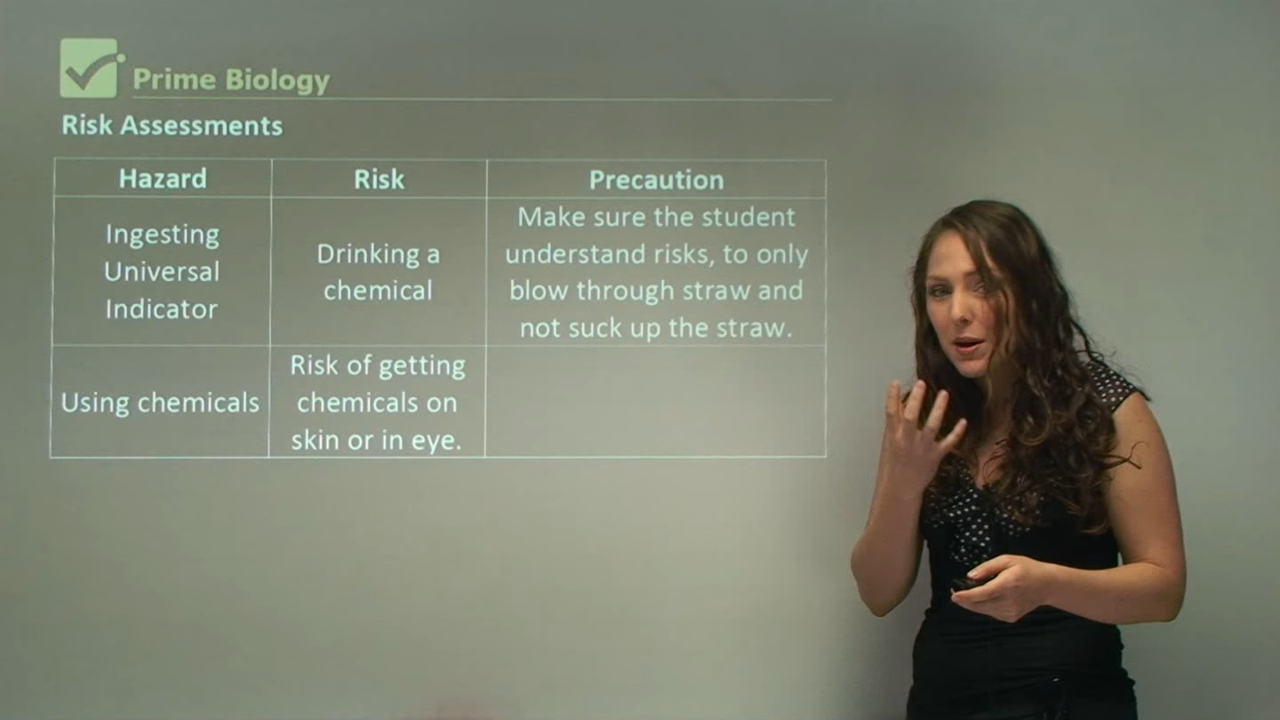 Prime Biology
Risk Assessments
Hazard
Risk
Precaution
Ingesting
Universal
Indicator
Drinking a
chemical
Make sure the student
understand risks, to only
blow through straw and
not suck up the straw.
Using chemicals
Risk of getting
chemicals on
skin or in eye.